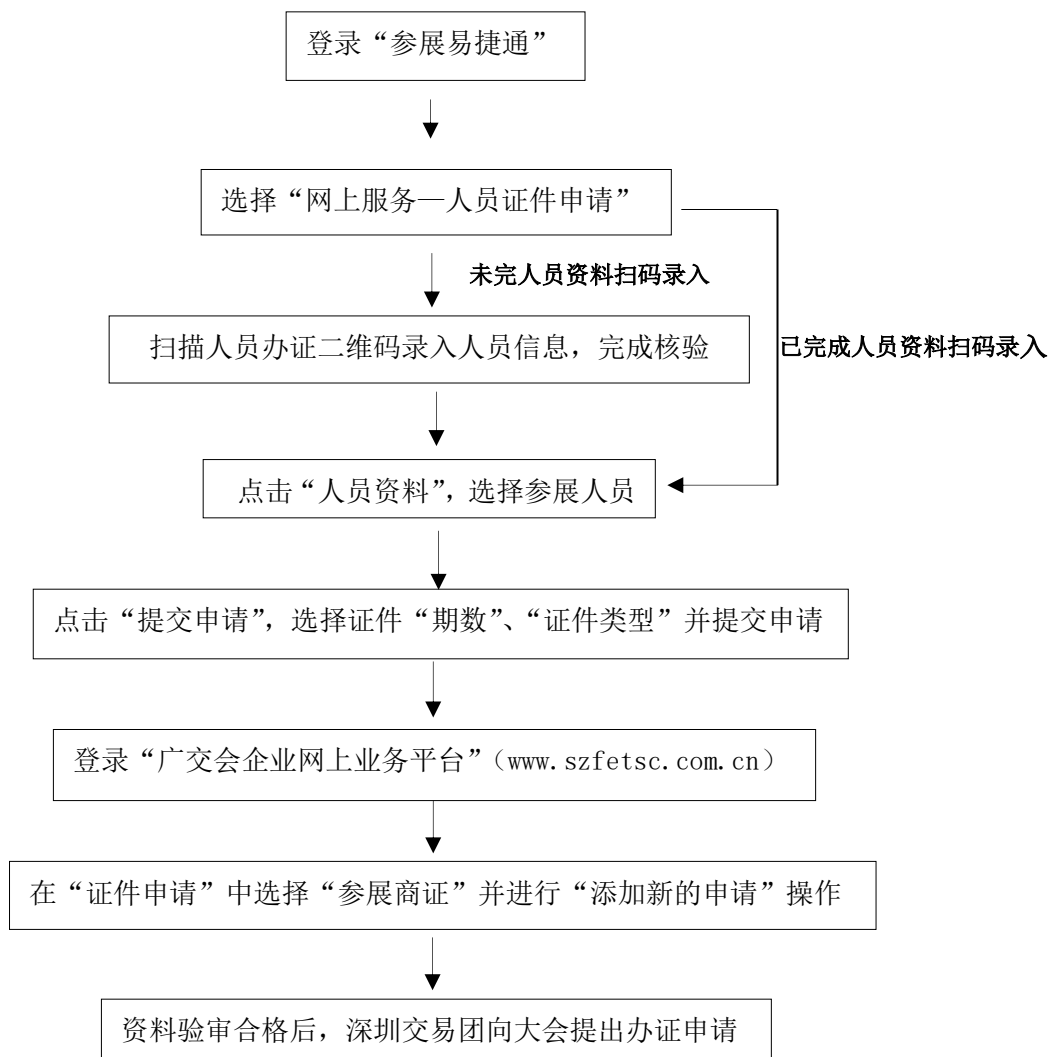 登录“参展易捷通”
选择“网上服务—人员证件申请”
未完人员资料扫码录入
扫描人员办证二维码录入人员信息，完成核验
已完成人员资料扫码录入
点击“人员资料”，选择参展人员
点击“提交申请”，选择证件“期数”、“证件类型”并提交申请
登录“广交会企业网上业务平台”（www.szfetsc.com.cn）
在“证件申请”中选择“参展商证”并进行“添加新的申请”操作
资料验审合格后，深圳交易团向大会提出办证申请